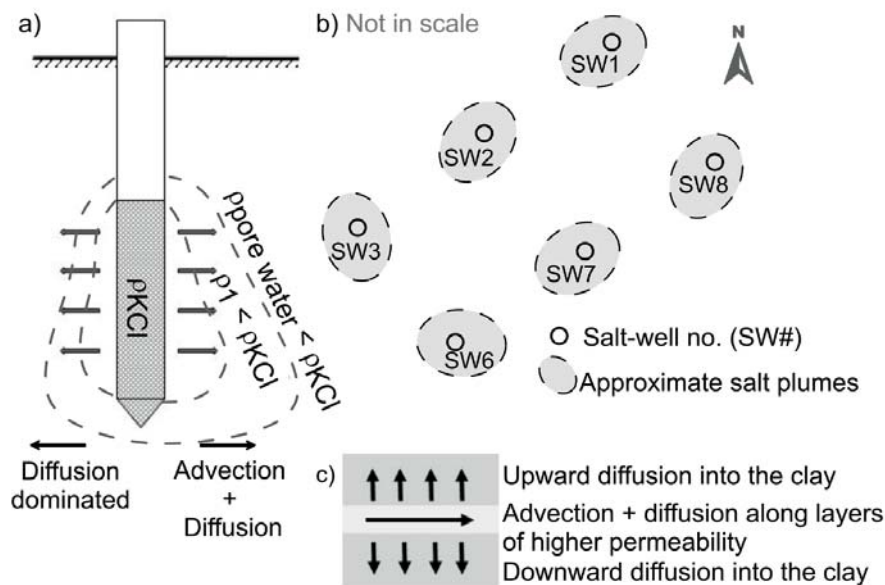 a)
ρKCl
ρ1 < ρKCl
ρpore water < ρKCl
Diffusion
dominated
Advection
+
Diffusion
b) Not in scale
N
SW1
SW2
SW8
SW3
SW7
SW6
Salt-well no. (SW#)
Approximate salt plumes
c)
Upward diffusion into the clay
Advection + diffusion along layers
of higher permeability
Downward diffusion into the clay